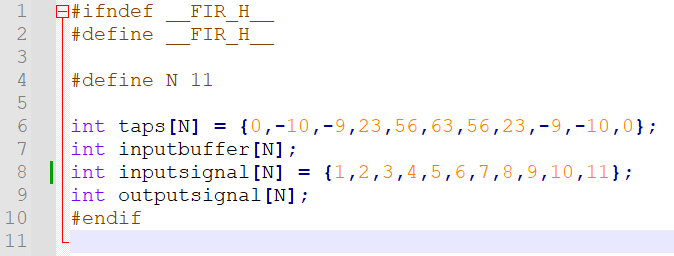 1 #ifndef __FIR_H__
2 #define __FIR_H__
3
4 #define N 11
5
6 int taps[N] = {0,-10,-9,23,56,63,56,23,-9,-10,0};
7 int inputbuffer[N];
8 int inputsignal[N] = {1,2,3,4,5,6,7,8,9,10,11};
9 int outputsignal[N];
10 #endif
11